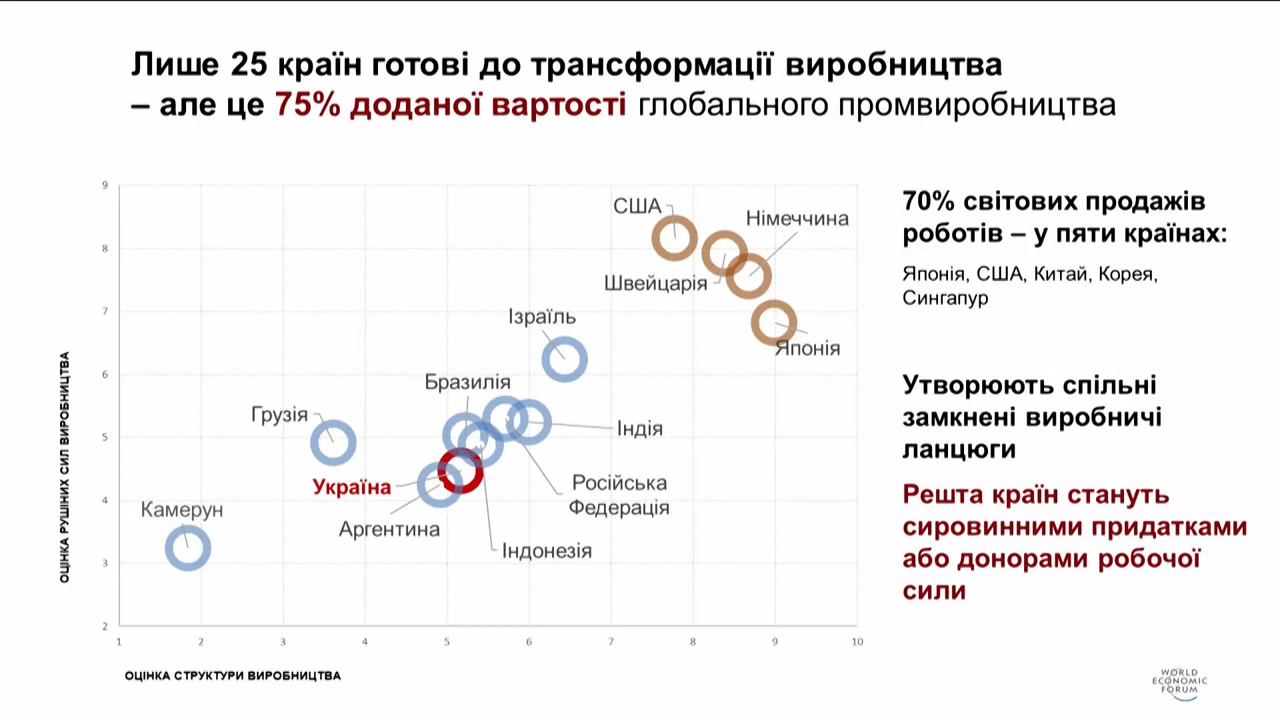 Лише 25 країн готові до трансформації виробництва
– але це 75% доданої вартості глобального промвиробництва
9
8
7
6
5
4
3
2
1
2
3
4
5
6
7
8
9
10
ОЦІНКА РУШІНИХ СИЛ ВИРОБНИЦТВА
ОЦІНКА СТРУКТУРИ ВИРОБНИЦТВА
США
Німеччина
Швейцарія
Японія
Ізраїль
Бразилія
Грузія
Індія
Україна
Російська
Федерація
Камерун
Аргентина
Індонезія
70% світових продажів
роботів – у пяти країнах:
Японія, США, Китай, Корея,
Сингапур
Утворюють спільні
замкнені виробничі
ланцюги
Решта країн стануть
сировинними придатками
або донорами робочої
сили
WORLD
ECONOMIC
FORUM